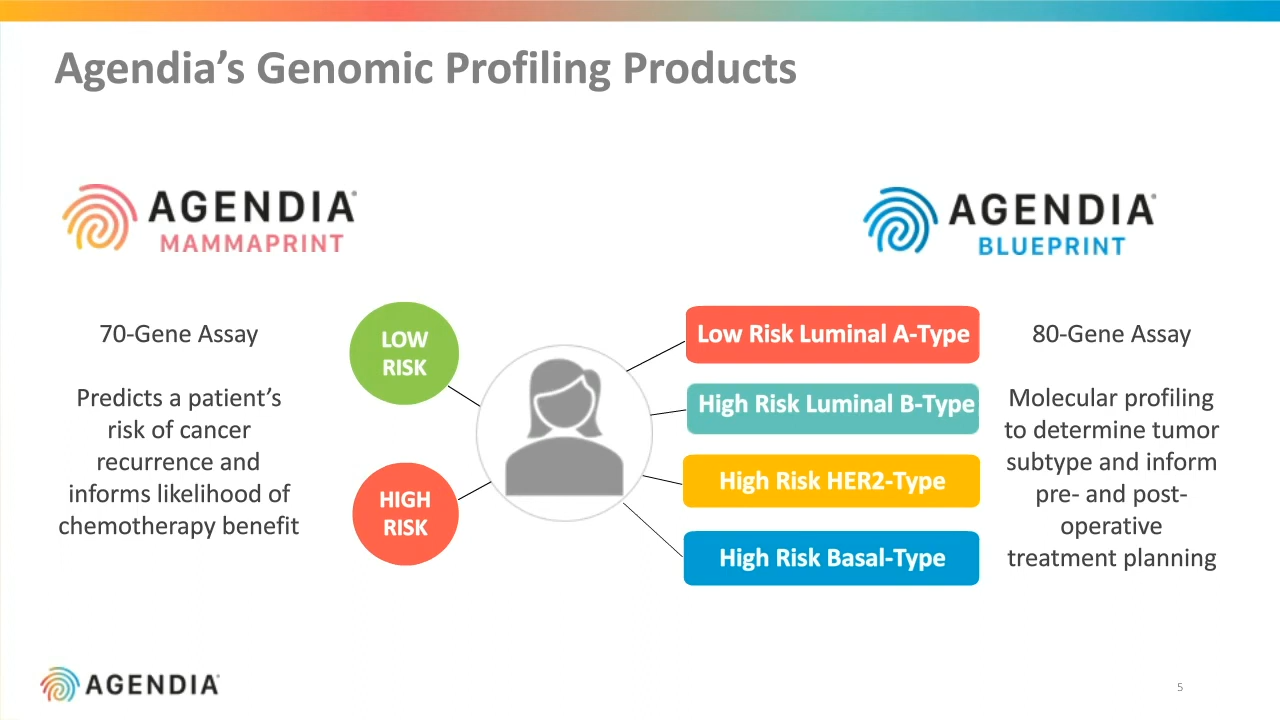 Agendia's Genomic Profiling Products
AGENDIA®
MAMMAPRINT
AGENDIA®
BLUEPRINT
70-Gene Assay
Predicts a patient's
risk of cancer
recurrence and
informs likelihood of
chemotherapy benefit
LOW
RISK
HIGH
RISK
Low Risk Luminal A-Type
High Risk Luminal B-Type
High Risk HER2-Type
High Risk Basal-Type
80-Gene Assay
Molecular profiling
to determine tumor
subtype and inform
pre- and post-
operative
treatment planning
AGENDIA®
5